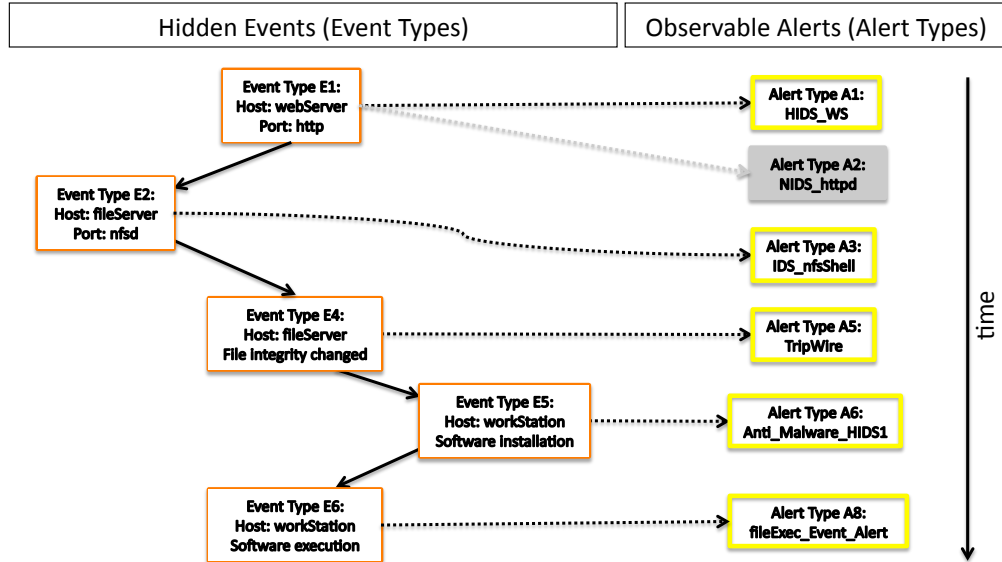 Hidden Events (Event Types)
Observable Alerts (Alert Types)
Event Type E1:
Host: webServer
Port: http
Alert Type A1:
HIDS_WS
Alert Type A2:
NIDS_httpd
Event Type E2:
Host: fileServer
Port: nfsd
Alert Type A3:
IDS_nfsShell
Event Type E4:
Host: fileServer
File integrity changed
Alert Type A5:
TripWire
time
Event Type E5:
Host: workStation
Software installation
Alert Type A6:
Anti_Malware_HIDS1
Event Type E6:
Host: workStation
Software execution
Alert Type A8:
fileExec_Event_Alert